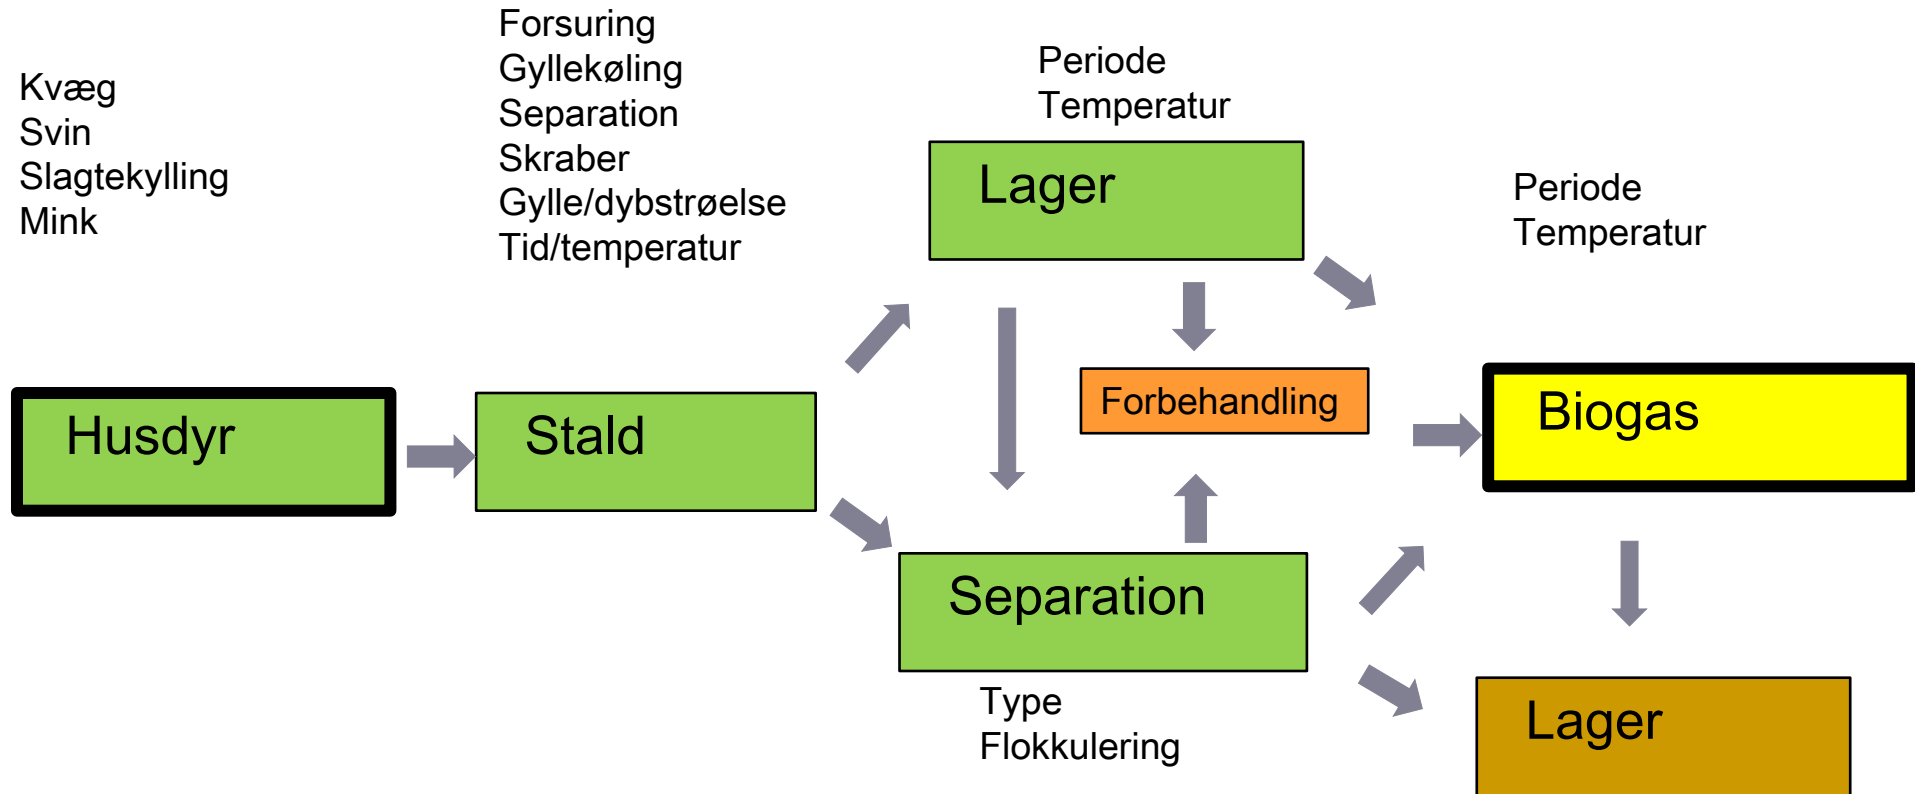 Kvæg
Svin
Slagtekylling
Mink
Forsuring
Gyllekøling
Separation
Skraber
Gylle/dybstrøelse
Tid/temperatur
Periode
Temperatur
Lager
Periode
Temperatur
Husdyr
Stald
Forbehandling
Biogas
Separation
Type
Flokkulering
Lager